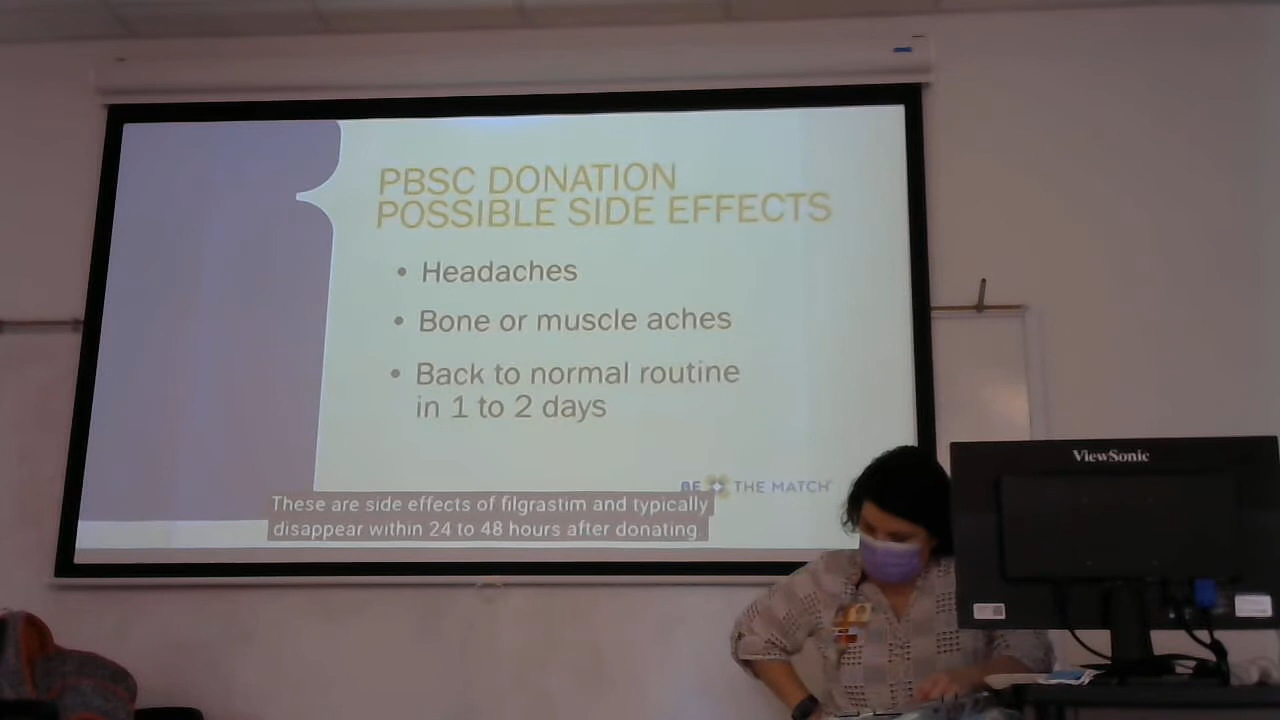 PBSC DONATION
POSSIBLE SIDE EFFECTS
• Headaches
• Bone or muscle aches
• Back to normal routine
in 1 to 2 days
BE THE MATCH
These are side effects of filgrastim and typically
disappear within 24 to 48 hours after donating
ViewSonic